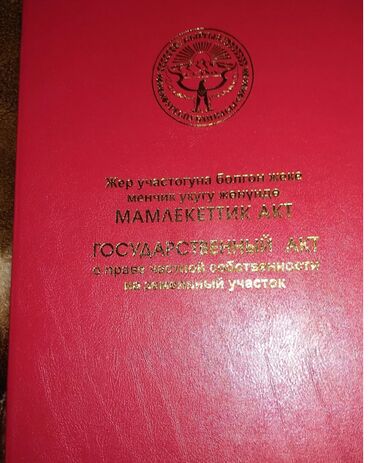 Жер участогуна болгон жеке
менчик укугу жөнүндө
МАМЛЕКЕТТИК АКТ
ГОСУДАРСТВЕННЫЙ АКТ
о праве частной собственности
на земельный участок